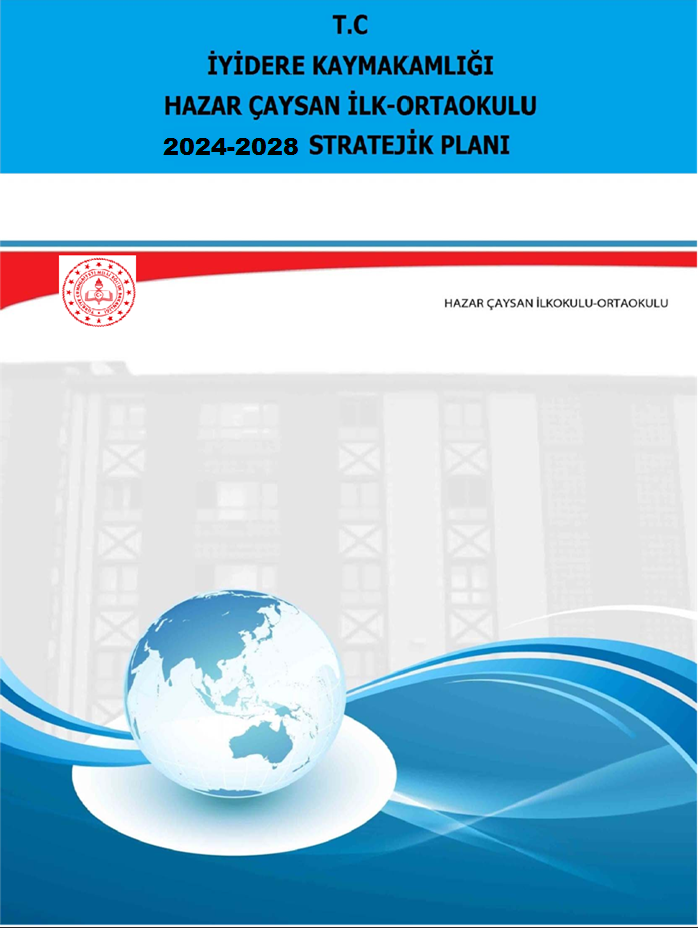 T.C
İYİDERE KAYMAKAMLIĞI
HAZAR ÇAYSAN İLK-ORTAOKULU
2024-2028 STRATEJİK PLANI
HAZAR ÇAYSAN İLKOKULU-ORTAOKULU